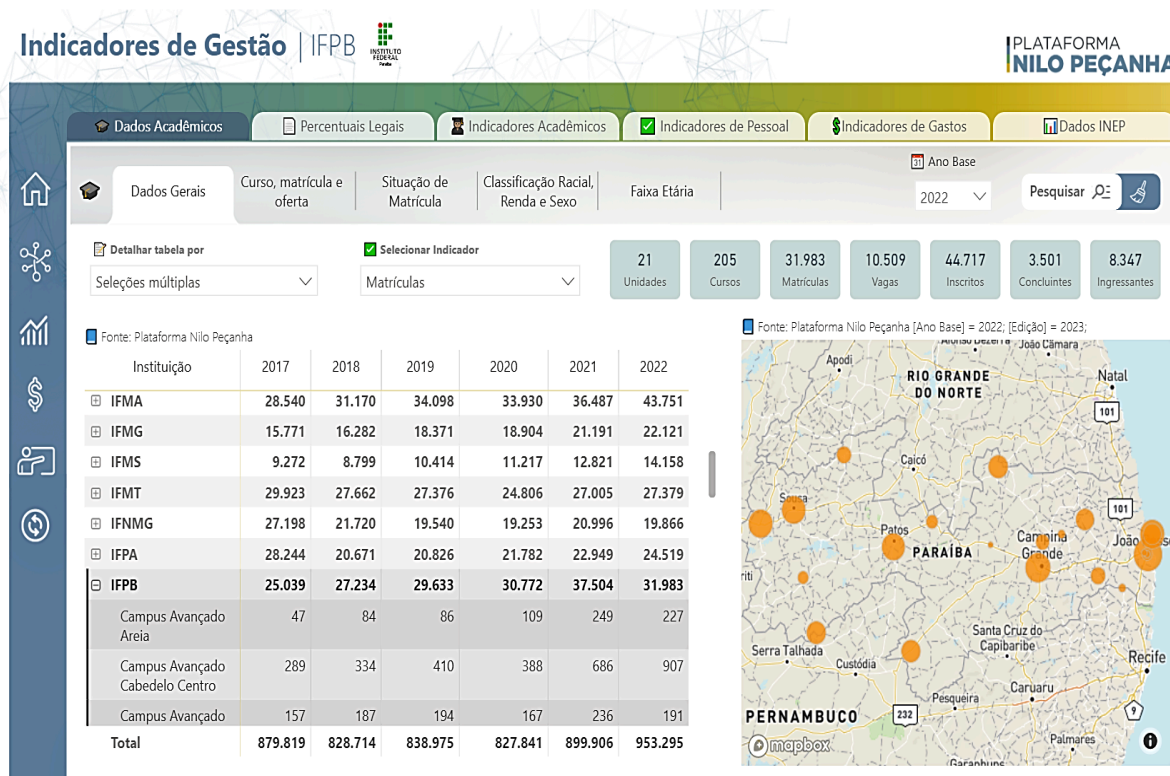 Indicadores de Gestão | IFPB
INSTITUTO
FEDERAL
Paraíba
PLATAFORMA
NILO PEÇANHA
Dados Acadêmicos
Percentuais Legais
Indicadores Acadêmicos
Indicadores de Pessoal
Indicadores de Gastos
Dados INEP
Dados Gerais
Curso, matrícula e
oferta
Situação de
Matrícula
Classificação Racial,
Renda e Sexo
Faixa Etária
31 Ano Base
2022
Pesquisar
Detalhar tabela por
Seleções múltiplas
Selecionar Indicador
Matrículas
21
Unidades
205
Cursos
31.983
Matrículas
10.509
Vagas
44.717
Inscritos
3.501
Concluintes
8.347
Ingressantes
Fonte: Plataforma Nilo Peçanha
Instituição 2017 2018 2019 2020 2021 2022
IFMA 28.540 31.170 34.098 33.930 36.487 43.751
IFMG 15.771 16.282 18.371 18.904 21.191 22.121
IFMS 9.272 8.799 10.414 11.217 12.821 14.158
IFMT 29.923 27.662 27.376 24.806 27.005 27.379
IFNMG 27.198 21.720 19.540 19.253 20.996 19.866
IFPA 28.244 20.671 20.826 21.782 22.949 24.519
IFPB 25.039 27.234 29.633 30.772 37.504 31.983
Campus Avançado 47 84 86 109 249 227
Areia
Campus Avançado 289 334 410 388 686 907
Cabedelo Centro
Campus Avançado 157 187 194 167 236 191
Total 879.819 828.714 838.975 827.841 899.906 953.295
Fonte: Plataforma Nilo Peçanha [Ano Base] = 2022; [Edição] = 2023;
Afonso Bezerra
João Câmara
Apodi
RIO GRANDE
DO NORTE
Natal
101
Caicó
Sousa
101
Patos
Campina
Grande
João
PARAÍBA
riti
Santa Cruz do
Capibaribe
Serra Talhada
Custódia
Recife
Caruaru
Pesqueira
PERNAMBUCO
232
9
Palmares
mapbox
Garanhuns